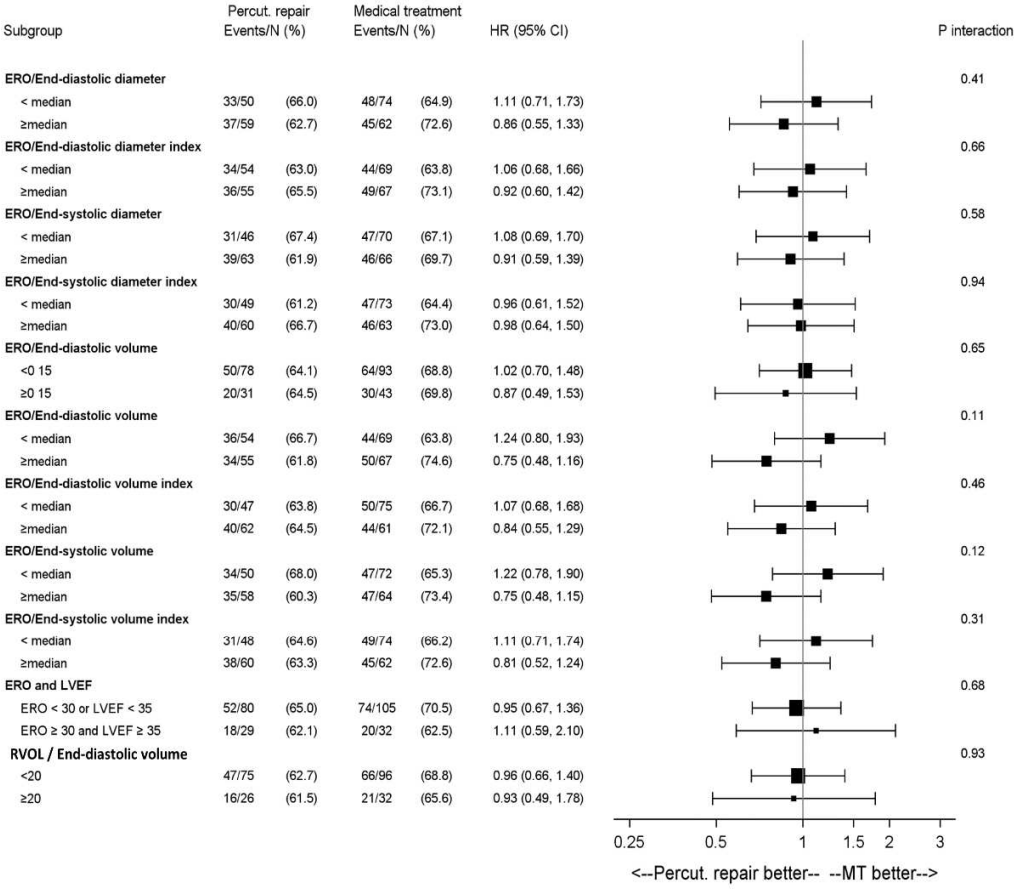 Percut. repair Medical treatment
Subgroup Events/N (%) Events/N (%) HR (95% CI) P interaction
ERO/End-diastolic diameter 0.41
< median 33/50 (66.0) 48/74 (64.9) 1.11 (0.71, 1.73)
≥median 37/59 (62.7) 45/62 (72.6) 0.86 (0.55, 1.33)
ERO/End-diastolic diameter index 0.66
< median 34/54 (63.0) 44/69 (63.8) 1.06 (0.68, 1.66)
≥median 36/55 (65.5) 49/67 (73.1) 0.92 (0.60, 1.42)
ERO/End-systolic diameter 0.58
< median 31/46 (67.4) 47/70 (67.1) 1.08 (0.69, 1.70)
≥median 39/63 (61.9) 46/66 (69.7) 0.91 (0.59, 1.39)
ERO/End-systolic diameter index 0.94
< median 30/49 (61.2) 47/73 (64.4) 0.96 (0.61, 1.52)
≥median 40/60 (66.7) 46/63 (73.0) 0.98 (0.64, 1.50)
ERO/End-diastolic volume 0.65
<0 15 50/78 (64.1) 64/93 (68.8) 1.02 (0.70, 1.48)
≥0 15 20/31 (64.5) 30/43 (69.8) 0.87 (0.49, 1.53)
ERO/End-diastolic volume 0.11
< median 36/54 (66.7) 44/69 (63.8) 1.24 (0.80, 1.93)
≥median 34/55 (61.8) 50/67 (74.6) 0.75 (0.48, 1.16)
ERO/End-diastolic volume index 0.46
< median 30/47 (63.8) 50/75 (66.7) 1.07 (0.68, 1.68)
≥median 40/62 (64.5) 44/61 (72.1) 0.84 (0.55, 1.29)
ERO/End-systolic volume 0.12
< median 34/50 (68.0) 47/72 (65.3) 1.22 (0.78, 1.90)
≥median 35/58 (60.3) 47/64 (73.4) 0.75 (0.48, 1.15)
ERO/End-systolic volume index 0.31
< median 31/48 (64.6) 49/74 (66.2) 1.11 (0.71, 1.74)
≥median 38/60 (63.3) 45/62 (72.6) 0.81 (0.52, 1.24)
ERO and LVEF 0.68
ERO < 30 or LVEF < 35 52/80 (65.0) 74/105 (70.5) 0.95 (0.67, 1.36)
ERO ≥ 30 and LVEF ≥ 35 18/29 (62.1) 20/32 (62.5) 1.11 (0.59, 2.10)
RVOL / End-diastolic volume 0.93
<20 47/75 (62.7) 66/96 (68.8) 0.96 (0.66, 1.40)
≥20 16/26 (61.5) 21/32 (65.6) 0.93 (0.49, 1.78)
0.25 0.5 1 1.5 2 3
<--Percut. repair better-- --MT better-->